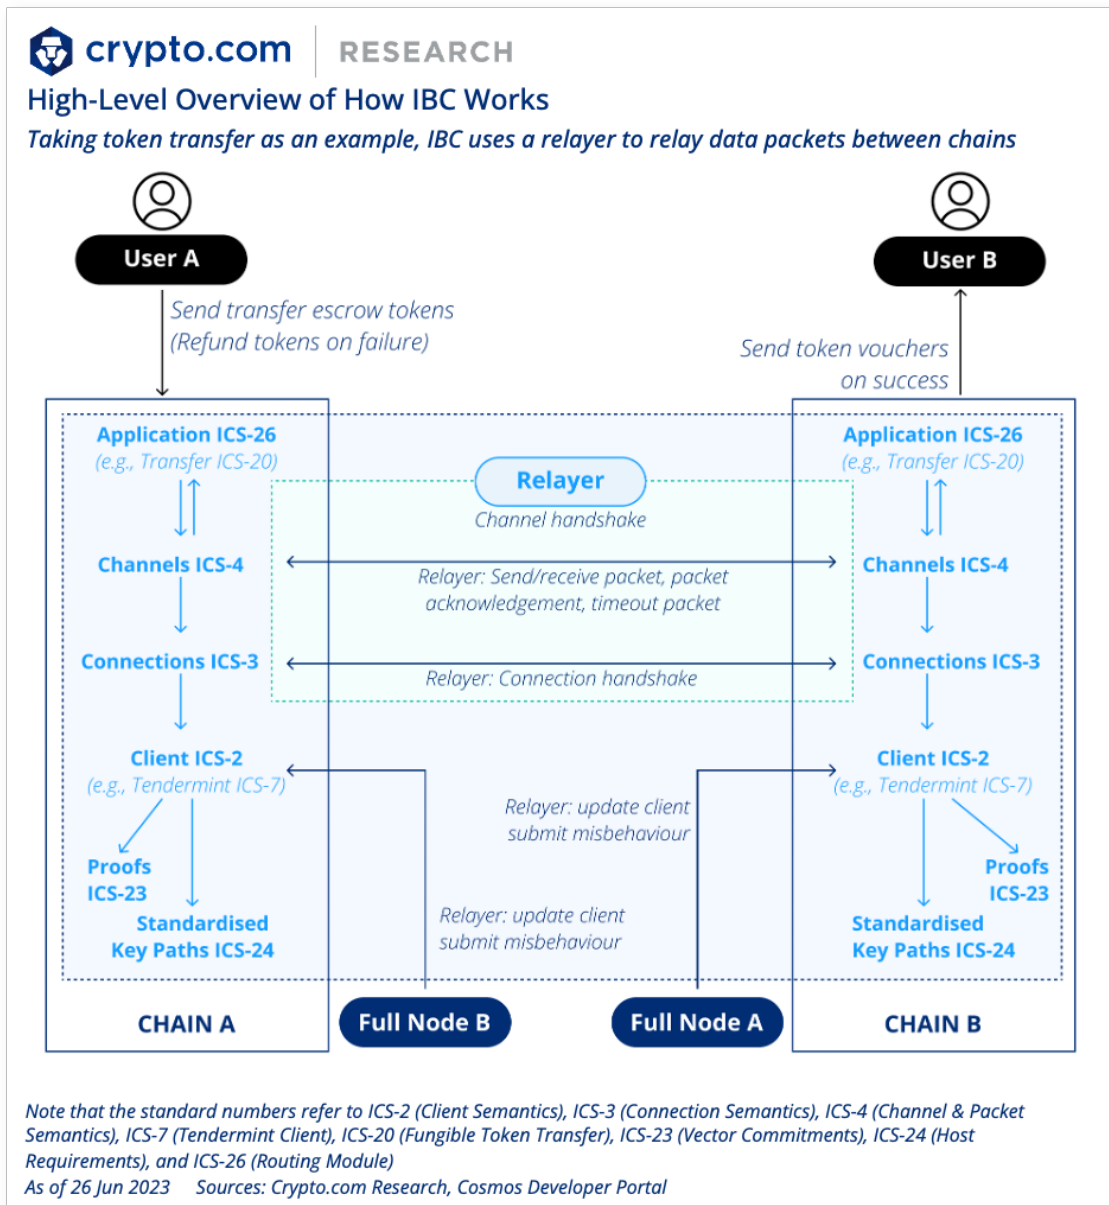 crypto.com RESEARCH
High-Level Overview of How IBC Works
Taking token transfer as an example, IBC uses a relayer to relay data packets between chains
User A
User B
Send transfer escrow tokens
(Refund tokens on failure)
Send token vouchers
on success
Application ICS-26
(e.g., Transfer ICS-20)
Channels ICS-4
Connections ICS-3
Client ICS-2
(e.g., Tendermint ICS-7)
Proofs
ICS-23
Standardised
Key Paths ICS-24
CHAIN A
Relayer
Channel handshake
Relayer: Send/receive packet, packet
acknowledgement, timeout packet
Relayer: Connection handshake
Relayer: update client
submit misbehaviour
Relayer: update client
submit misbehaviour
Full Node B
Full Node A
Application ICS-26
(e.g., Transfer ICS-20)
Channels ICS-4
Connections ICS-3
Client ICS-2
(e.g., Tendermint ICS-7)
Proofs
ICS-23
Standardised
Key Paths ICS-24
CHAIN B
Note that the standard numbers refer to ICS-2 (Client Semantics), ICS-3 (Connection Semantics), ICS-4 (Channel & Packet
Semantics), ICS-7 (Tendermint Client), ICS-20 (Fungible Token Transfer), ICS-23 (Vector Commitments), ICS-24 (Host
Requirements), and ICS-26 (Routing Module)
As of 26 Jun 2023 Sources: Crypto.com Research, Cosmos Developer Portal